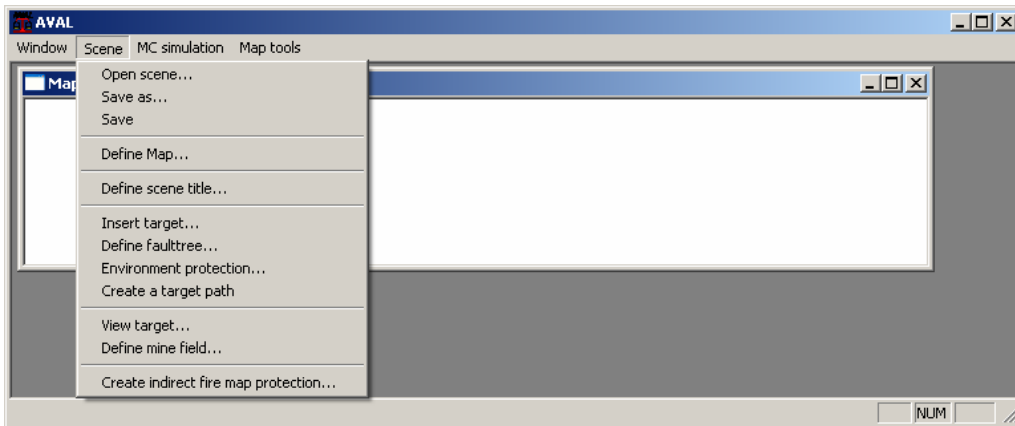 AVAL
Window Scene MC simulation Map tools
Open scene...
Map
Save as...
Save
Define Map...
Define scene title...
Insert target...
Define faulttree...
Environment protection...
Create a target path
View target...
Define mine field...
Create indirect fire map protection...
NUM